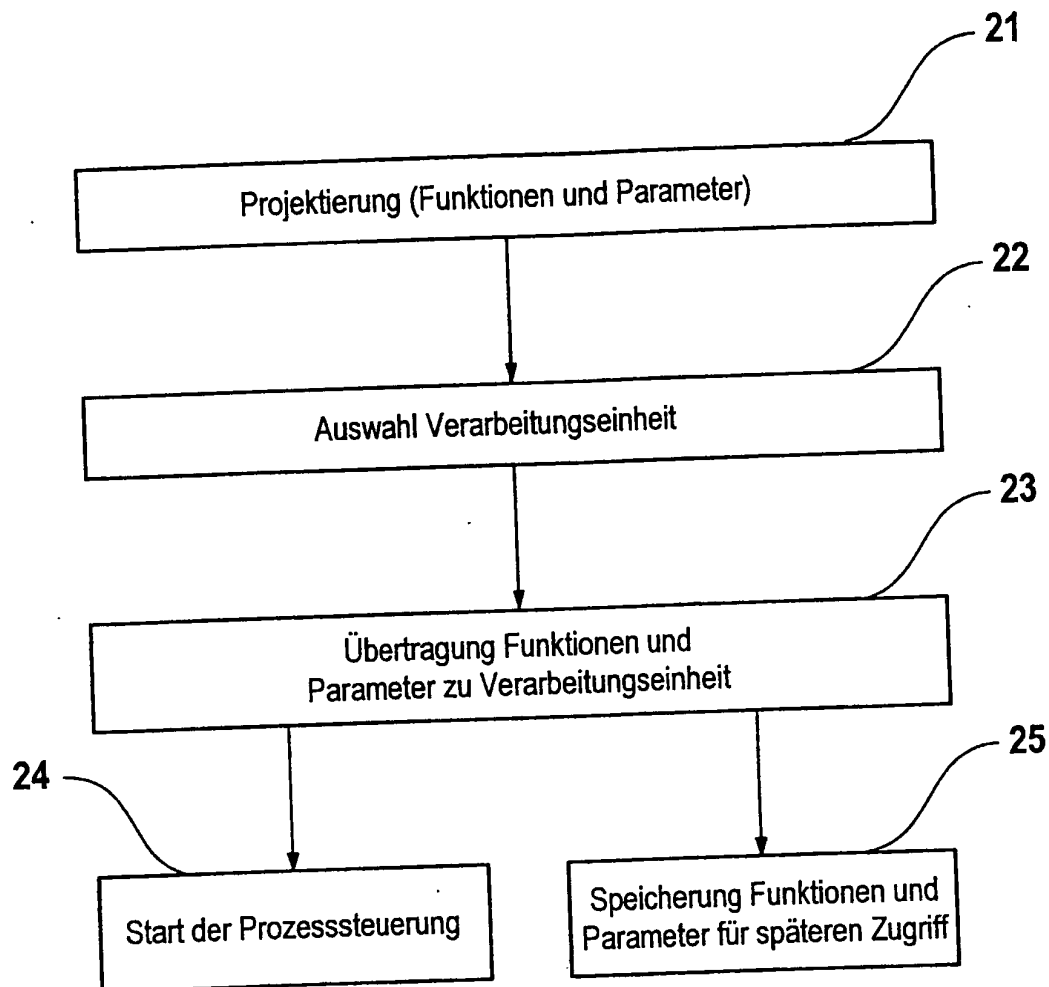 21
Projektierung (Funktionen und Parameter)
22
Auswahl Verarbeitungseinheit
23
Übertragung Funktionen und
Parameter zu Verarbeitungseinheit
24
25
Start der Prozesssteuerung
Speicherung Funktionen und
Parameter für späteren Zugriff